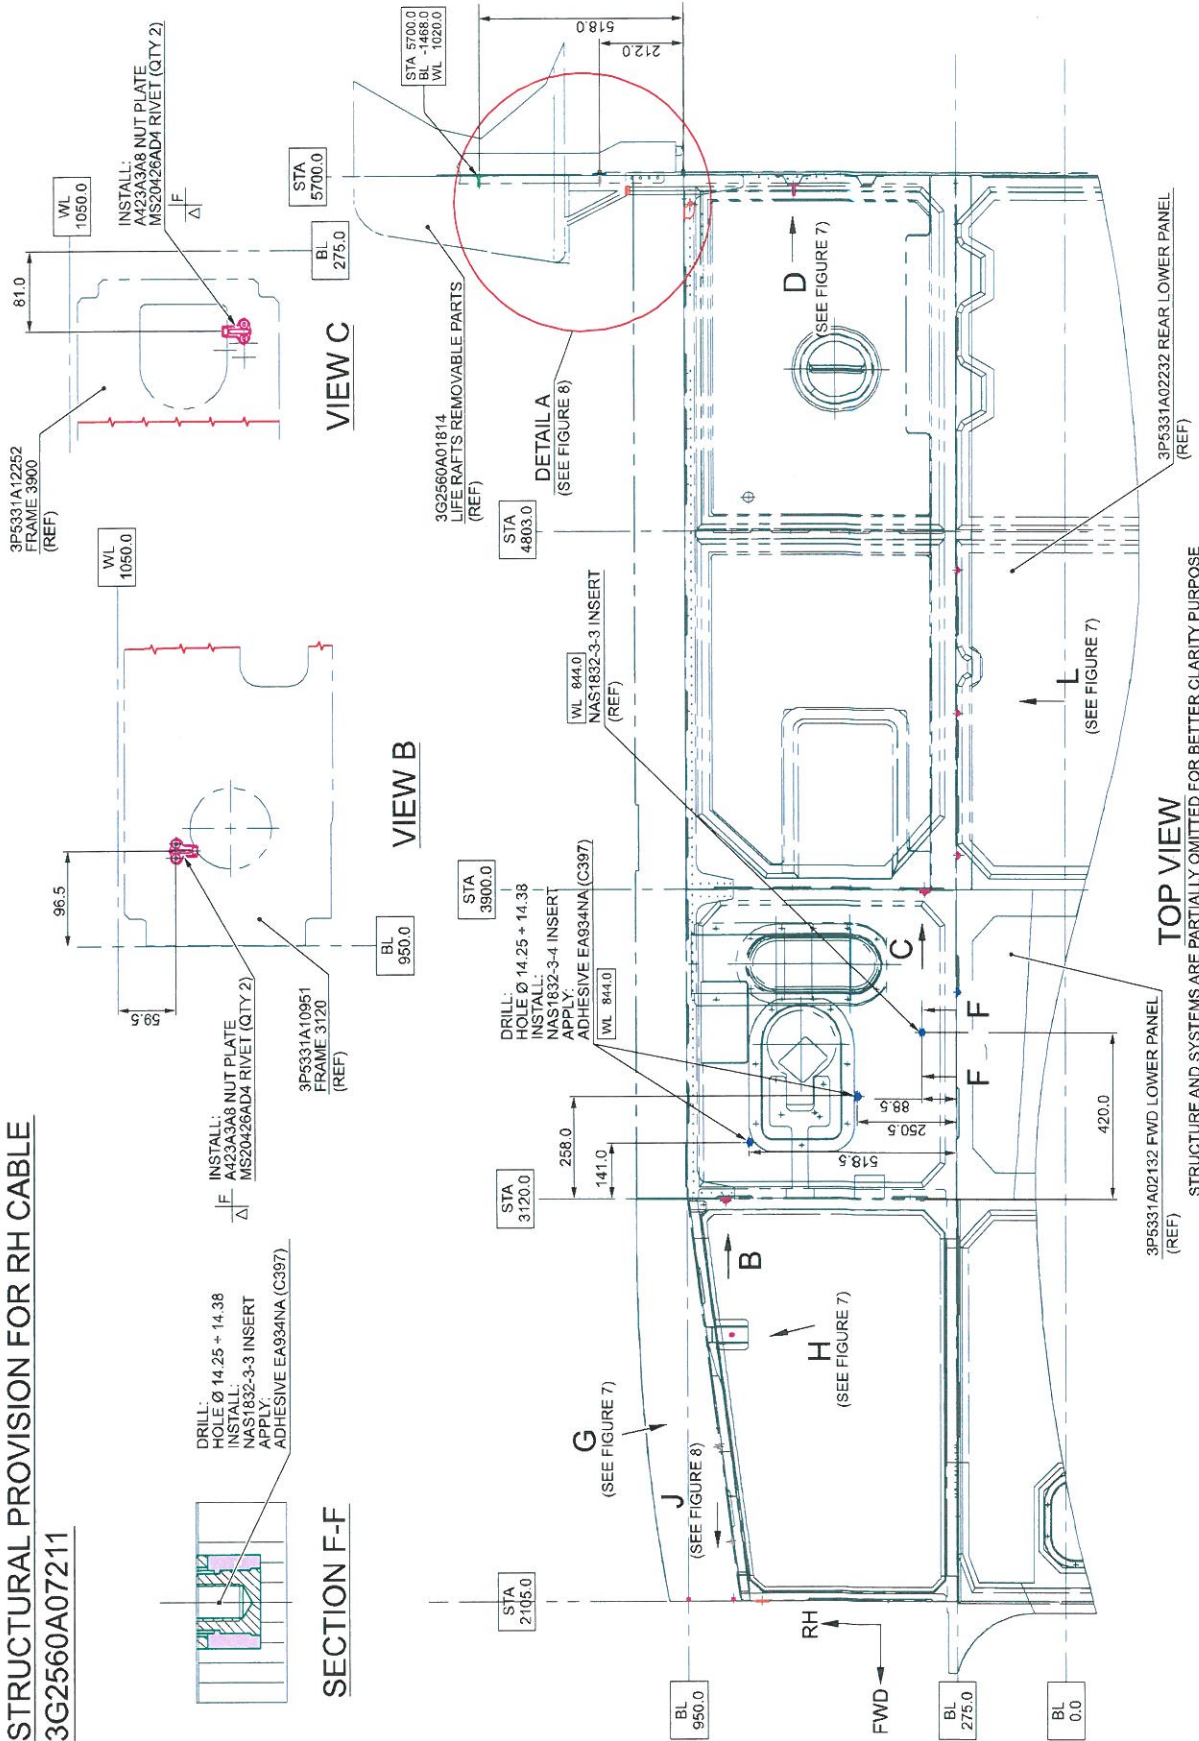 STRUCTURAL PROVISION FOR RH CABLE
3G2560A07211
DRILL:
HOLE Ø 14.25 ÷ 14.38
INSTALL:
NAS1832-3-3 INSERT
APPLY:
ADHESIVE EA934NA (C397)
SECTION F-F
F
INSTALL:
A423A3A8 NUT PLATE
MS20426AD4 RIVET (QTY 2)
3P5331A10951
FRAME 3120
(REF)
59.5
96.5
WL
1050.0
BL
950.0
VIEW B
3P5331A12252
FRAME 3900
(REF)
81.0
WL
1050.0
BL
275.0
INSTALL:
A423A3A8 NUT PLATE
MS20426AD4 RIVET (QTY 2)
F
VIEW C
STA
2105.0
STA
3120.0
STA
3900.0
STA
4803.0
STA
5700.0
STA 5700.0
BL -1468.0
WL 1020.0
518.0
212.0
3G2560A01814
LIFE RAFTS REMOVABLE PARTS
(REF)
DETAIL A
(SEE FIGURE 8)
DRILL:
HOLE Ø 14.25 ÷ 14.38
INSTALL:
NAS1832-3-4 INSERT
APPLY:
ADHESIVE EA934NA (C397)
WL 844.0
WL 844.0
NAS1832-3-3 INSERT
(REF)
258.0
141.0
518.5
250.5
88.5
420.0
G
(SEE FIGURE 7)
J
(SEE FIGURE 8)
H
(SEE FIGURE 7)
B
C
F
F
D
(SEE FIGURE 7)
L
(SEE FIGURE 7)
RH
FWD
BL
950.0
BL
275.0
BL
0.0
3P5331A02132 FWD LOWER PANEL
(REF)
3P5331A02232 REAR LOWER PANEL
(REF)
TOP VIEW
STRUCTURE AND SYSTEMS ARE PARTIALLY OMITTED FOR BETTER CLARITY PURPOSE